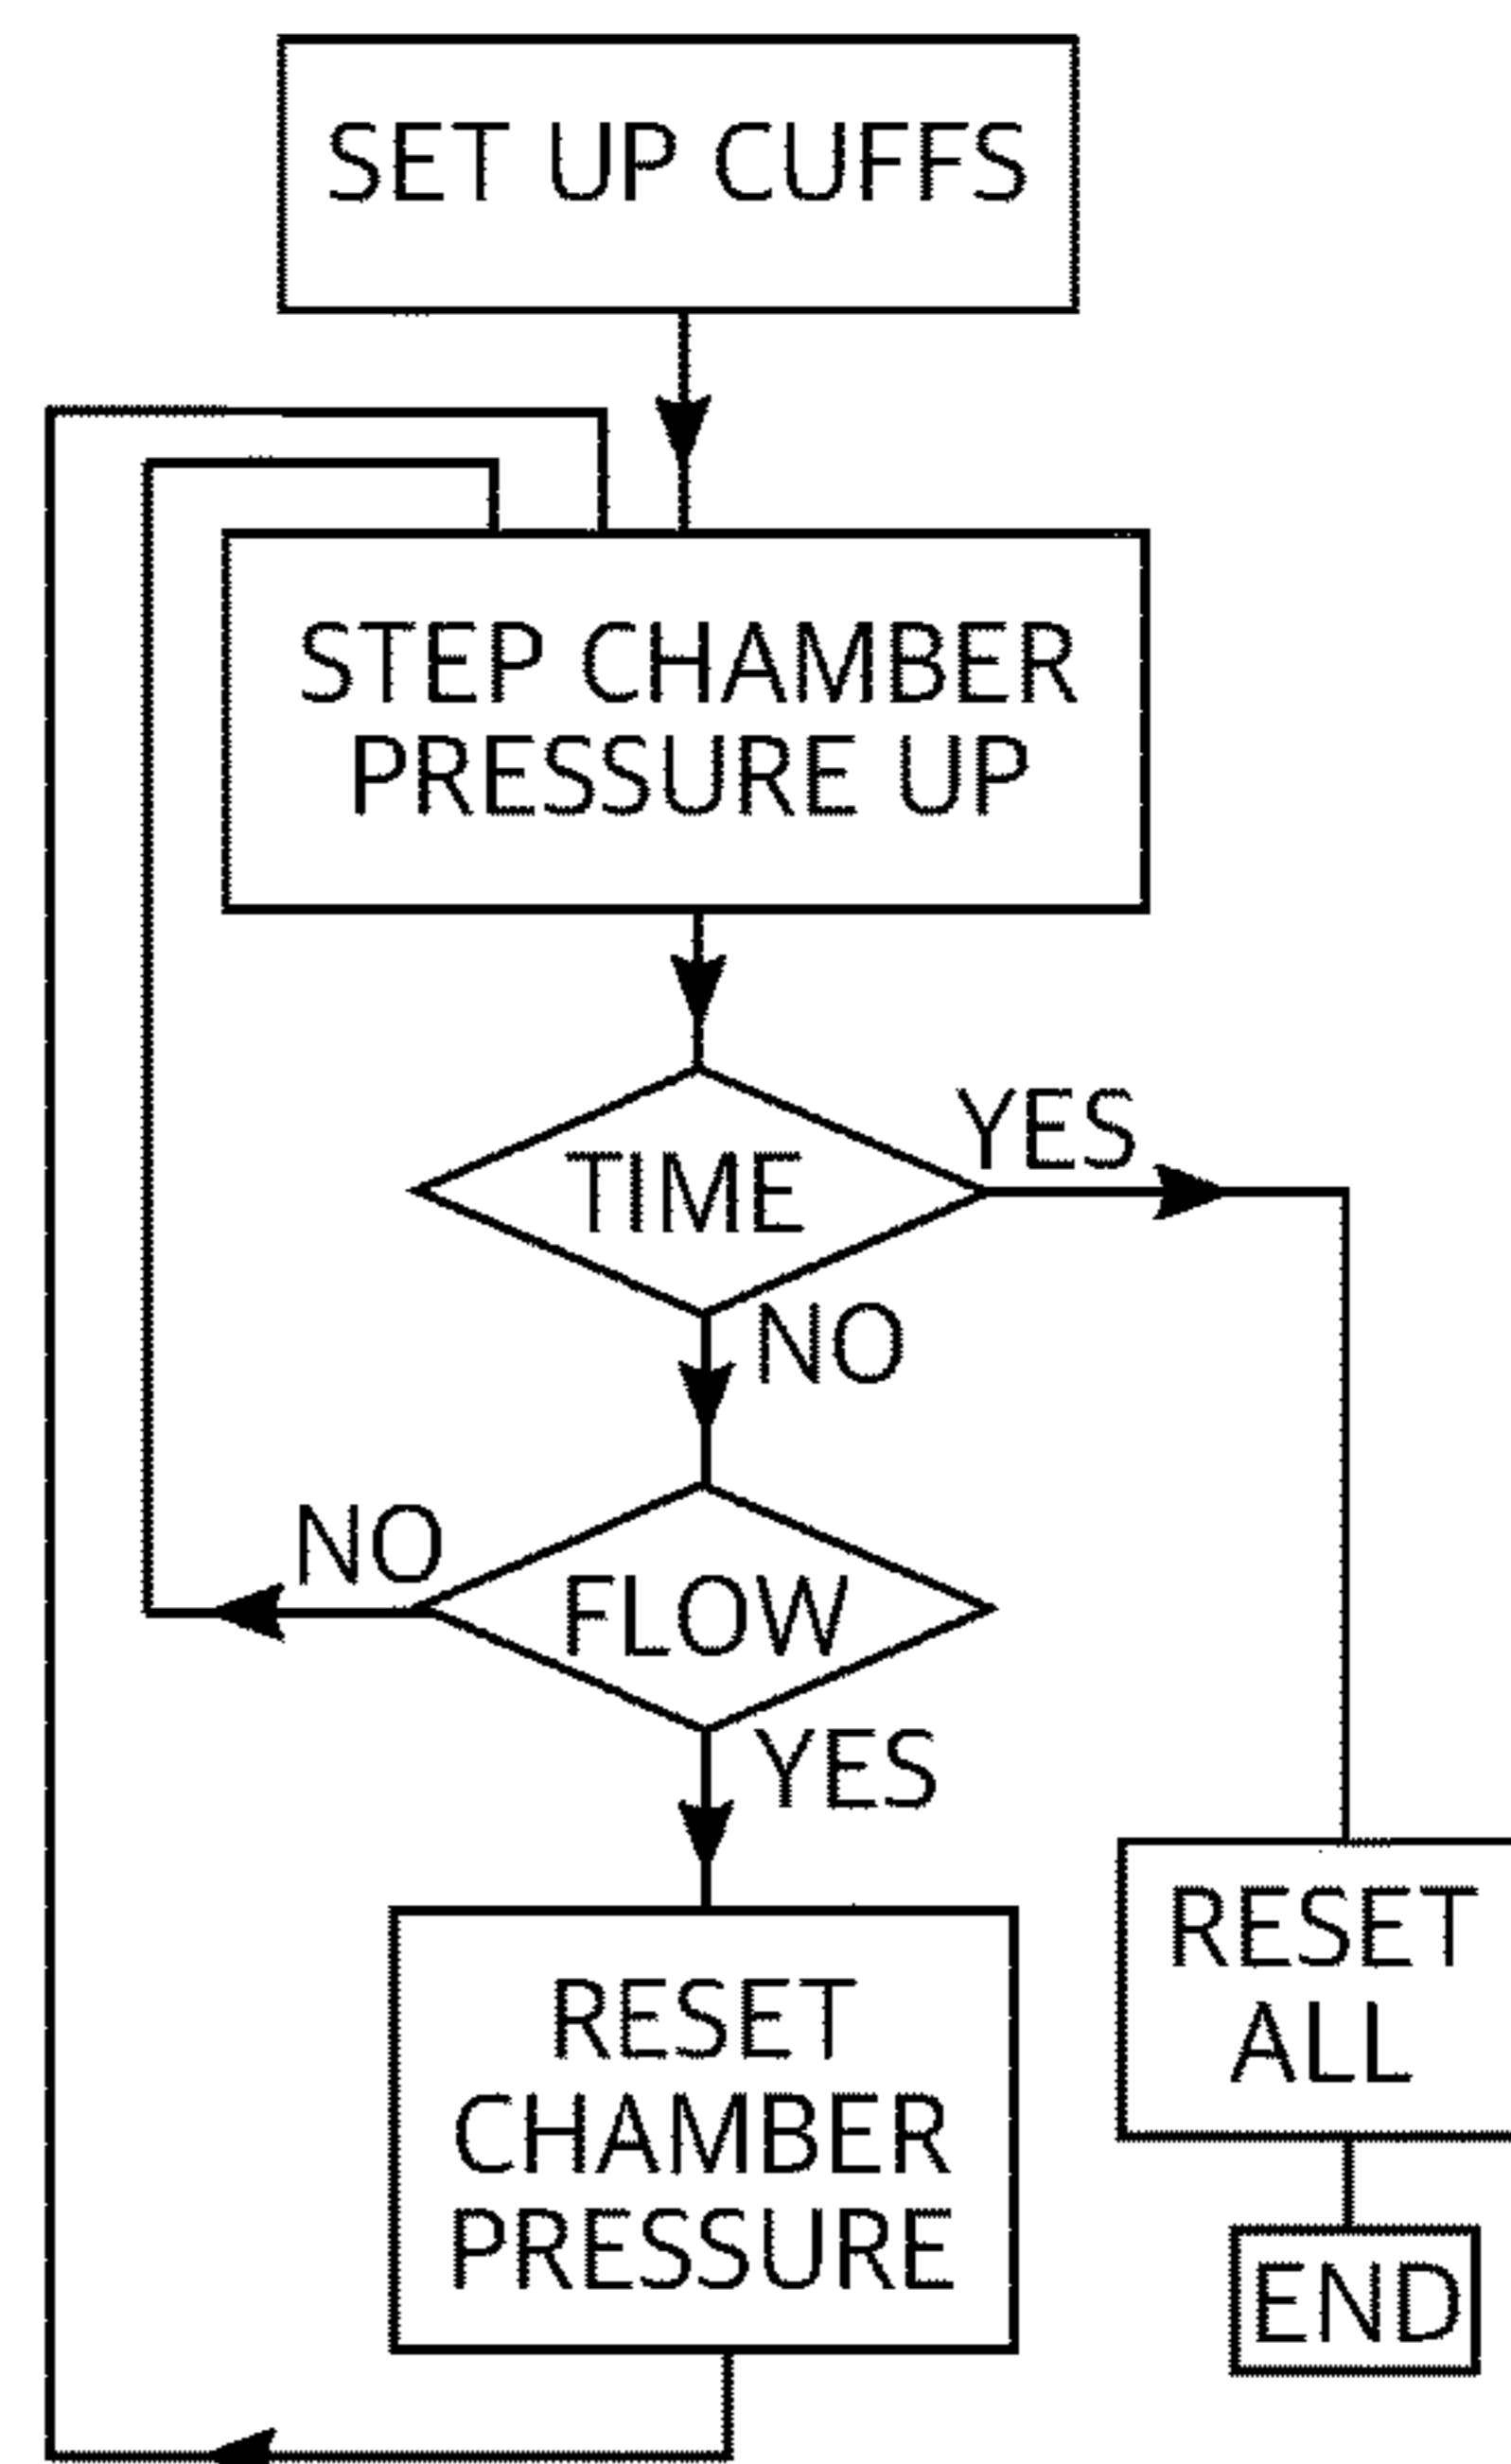 SET UP CUFFS
STEP CHAMBER
PRESSURE UP
TIME
YES
NO
FLOW
NO
YES
RESET
CHAMBER
PRESSURE
RESET
ALL
END